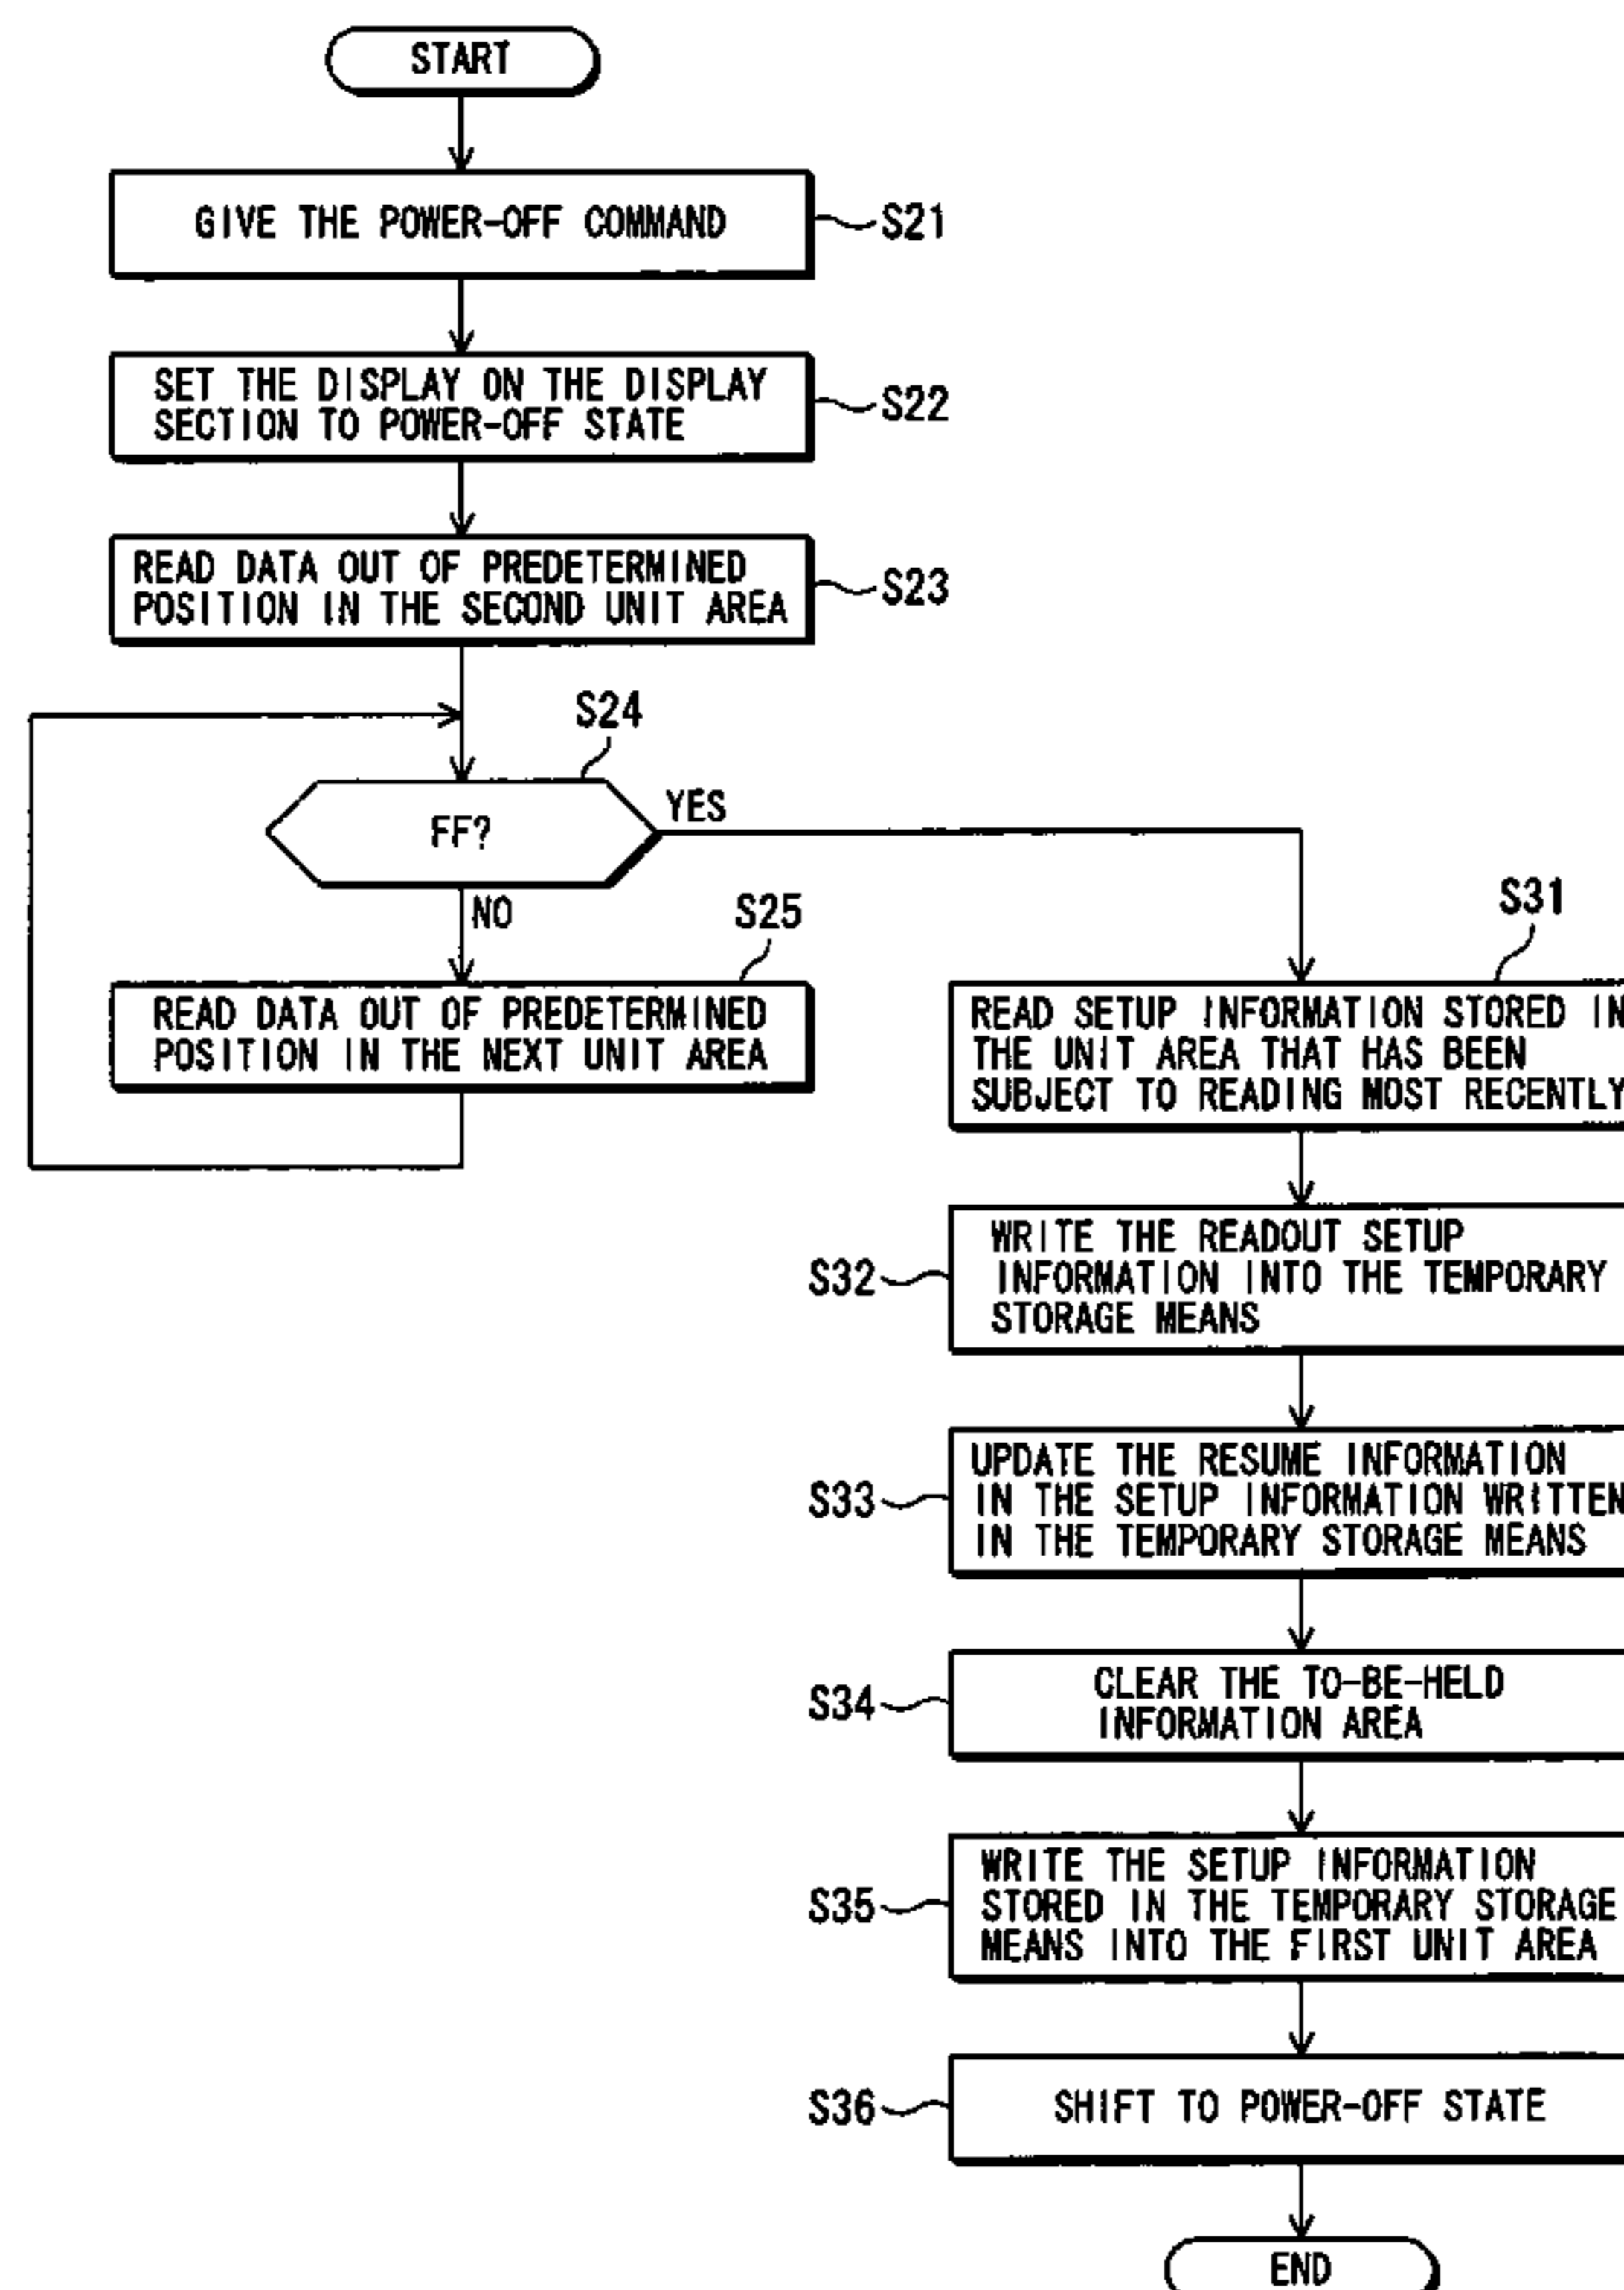 START
GIVE THE POWER-OFF COMMAND
S21
SET THE DISPLAY ON THE DISPLAY
SECTION TO POWER-OFF STATE
S22
READ DATA OUT OF PREDETERMINED
POSITION IN THE SECOND UNIT AREA
S23
S24
FF?
YES
NO
S25
READ DATA OUT OF PREDETERMINED
POSITION IN THE NEXT UNIT AREA
S31
READ SETUP INFORMATION STORED IN
THE UNIT AREA THAT HAS BEEN
SUBJECT TO READING MOST RECENTLY
S32
WRITE THE READOUT SETUP
INFORMATION INTO THE TEMPORARY
STORAGE MEANS
S33
UPDATE THE RESUME INFORMATION
IN THE SETUP INFORMATION WRITTEN
IN THE TEMPORARY STORAGE MEANS
S34
CLEAR THE TO-BE-HELD
INFORMATION AREA
S35
WRITE THE SETUP INFORMATION
STORED IN THE TEMPORARY STORAGE
MEANS INTO THE FIRST UNIT AREA
S36
SHIFT TO POWER-OFF STATE
END